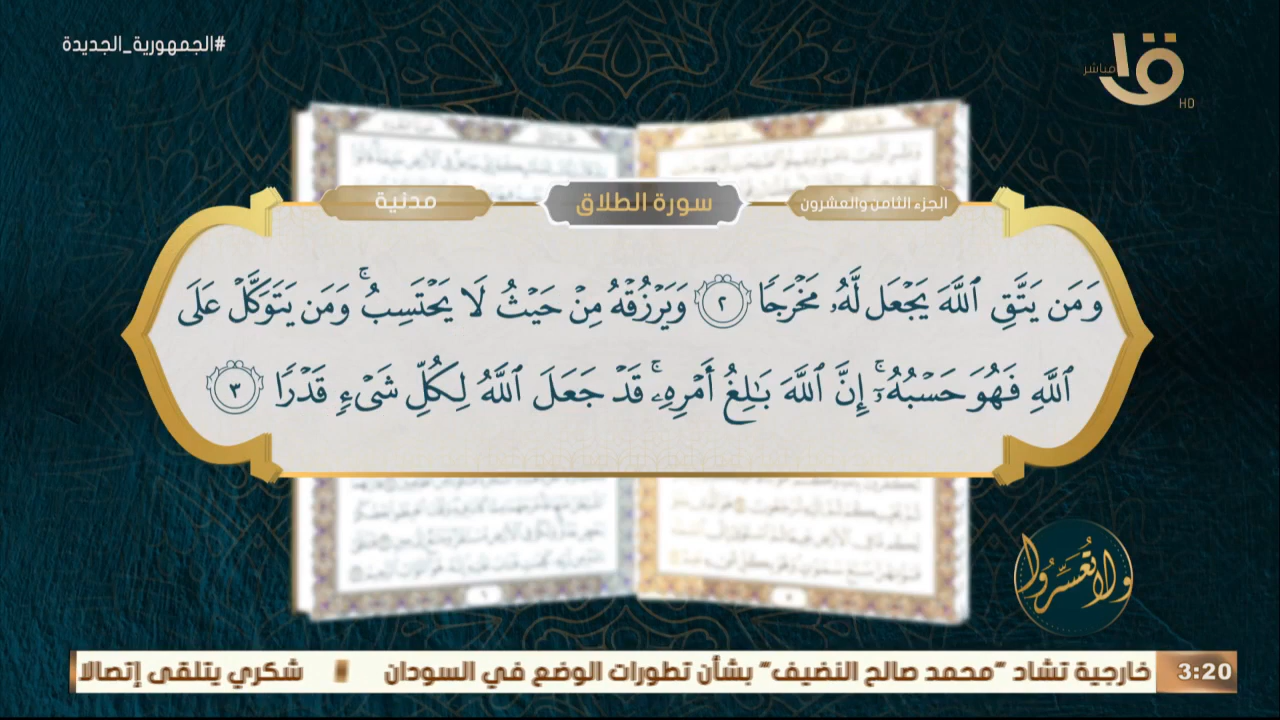 #الجمهورية_الجديدة
مباشر
HD
الجزء الثامن والعشرون
سورة الطلاق
مدنية
وَمَن يَتَّقِ ٱللَّهَ يَجْعَل لَّهُۥ مَخْرَجًا ٢ وَيَرْزُقْهُ مِنْ حَيْثُ لَا يَحْتَسِبُ ۚ وَمَن يَتَوَكَّلْ عَلَى
ٱللَّهِ فَهُوَ حَسْبُهُۥٓ ۚ إِنَّ ٱللَّهَ بَـٰلِغُ أَمْرِهِۦ ۚ قَدْ جَعَلَ ٱللَّهُ لِكُلِّ شَىْءٍ قَدْرًا ٣
ولا تُعَسِّرُوا
3:20
خارجية تشاد "محمد صالح النضيف" بشأن تطورات الوضع في السودان
شكري يتلقى إتصالا